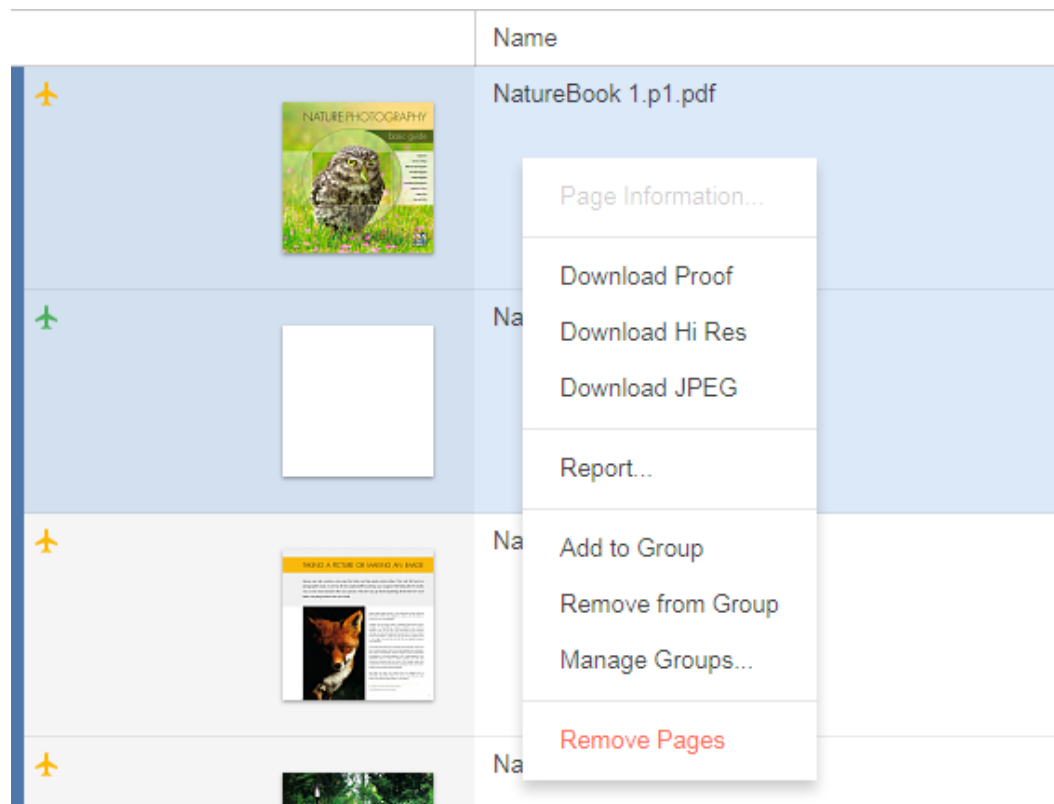 Name
NatureBook 1.p1.pdf
NATURE PHOTOGRAPHY
basic guide
Page Information...
Download Proof
Na
Download Hi Res
Download JPEG
Report...
Na
Add to Group
TAKING A PICTURE OR MAKING AN IMAGE
Remove from Group
Manage Groups...
Remove Pages
Na